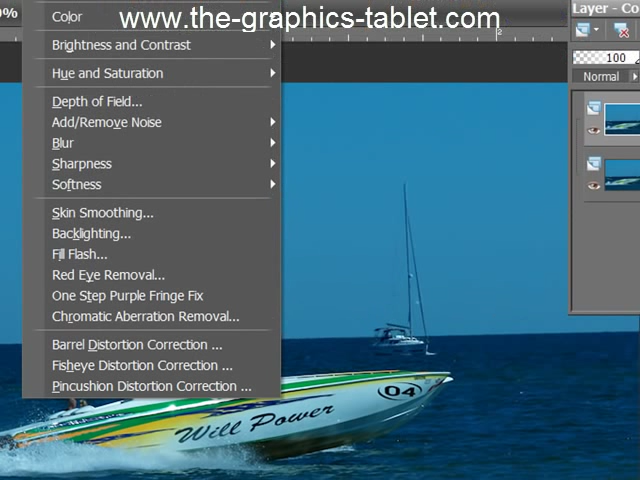 0%
www.the-graphics-tablet.com
Layer - Co
Color
Brightness and Contrast
Hue and Saturation
Depth of Field...
Add/Remove Noise
Blur
Sharpness
Softness
Skin Smoothing...
Backlighting...
Fill Flash...
Red Eye Removal...
One Step Purple Fringe Fix
Chromatic Aberration Removal...
Barrel Distortion Correction ...
Fisheye Distortion Correction ...
Pincushion Distortion Correction ...
2
100
Normal
Will Power
04